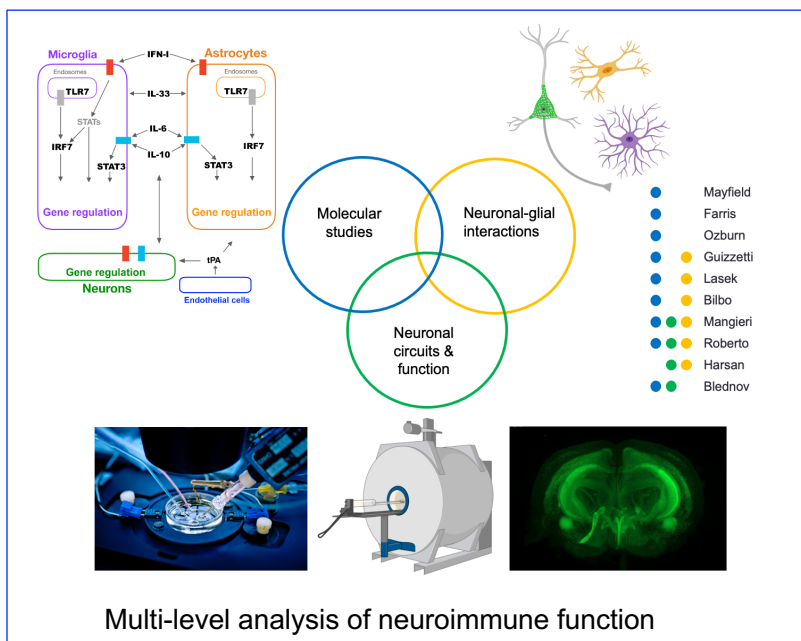 Microglia
IFN-I
Astrocytes
Endosomes
TLR7
IL-33
Endosomes
TLR7
STATs
IL-6
IRF7
IL-10
IRF7
STAT3
STAT3
Gene regulation
Gene regulation
tPA
Gene regulation
Neurons
Endothelial cells
Molecular
studies
Neuronal-glial
interactions
Neuronal
circuits &
function
Mayfield
Farris
Ozburn
Guizzetti
Lasek
Bilbo
Mangieri
Roberto
Harsan
Blednov
Multi-level analysis of neuroimmune function